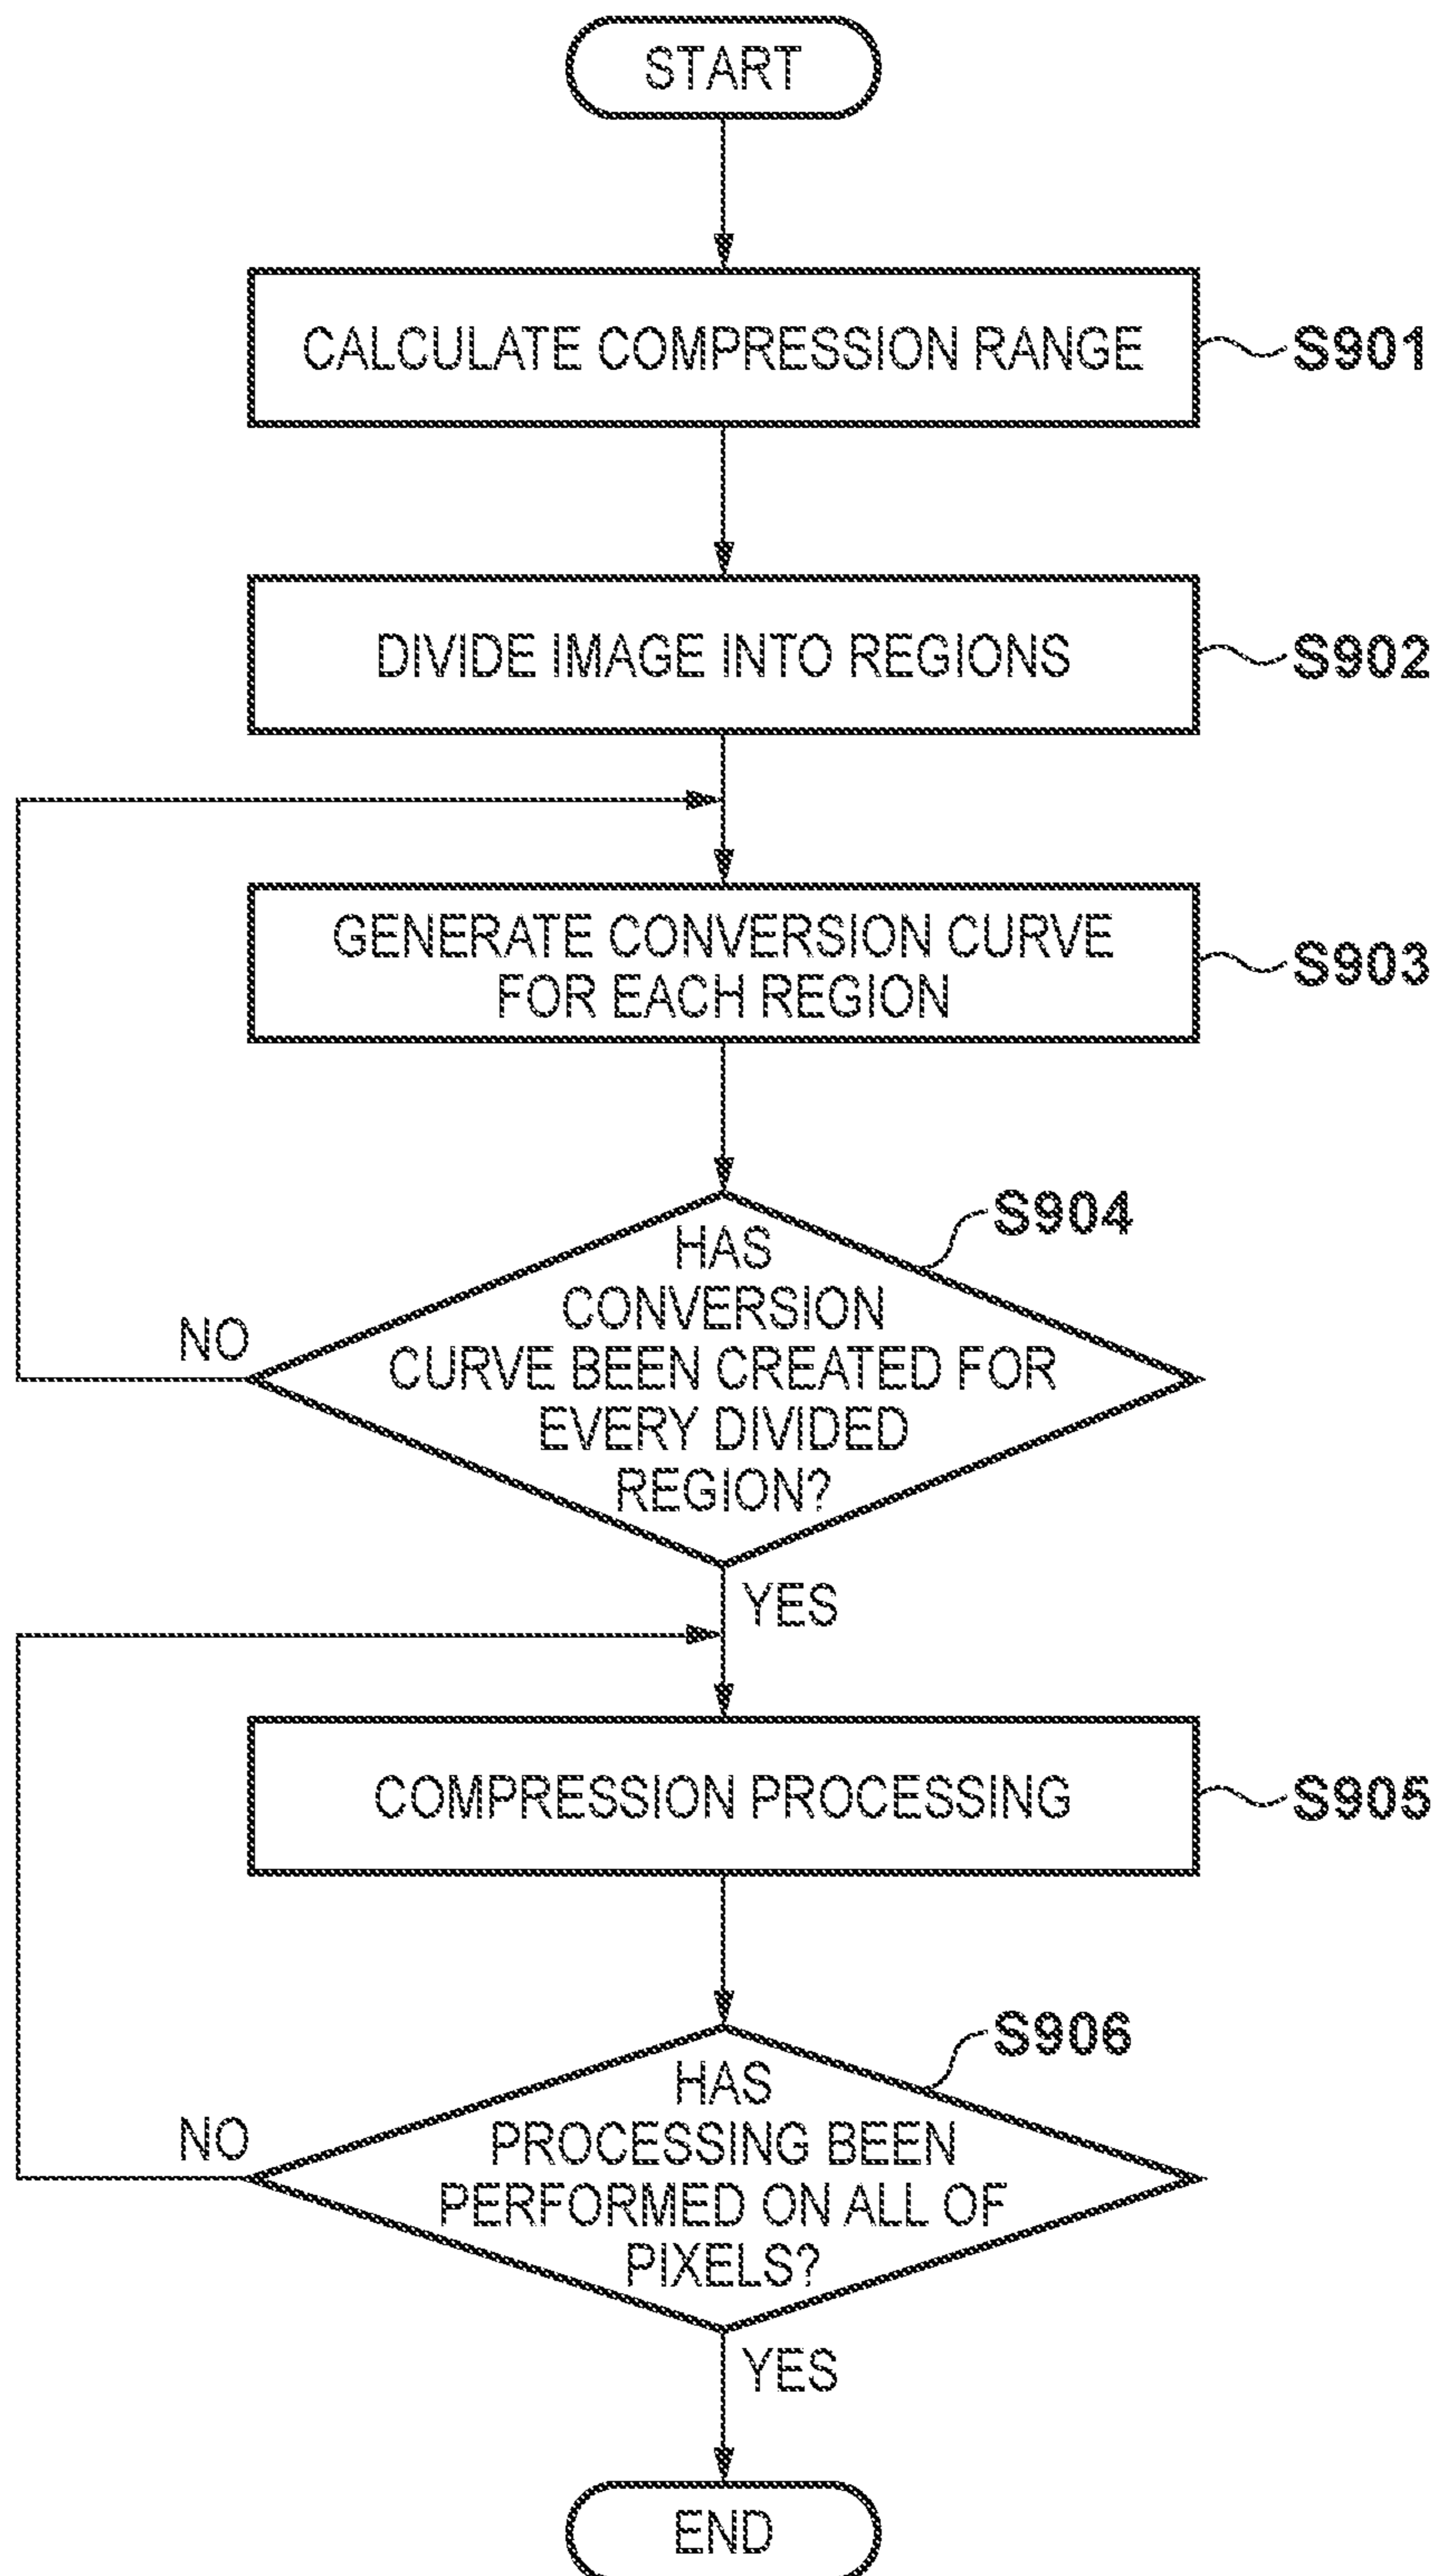 START
CALCULATE COMPRESSION RANGE
S901
DIVIDE IMAGE INTO REGIONS
S902
GENERATE CONVERSION CURVE
FOR EACH REGION
S903
S904
HAS
CONVERSION
CURVE BEEN CREATED FOR
EVERY DIVIDED
REGION?
NO
YES
COMPRESSION PROCESSING
S905
S906
HAS
PROCESSING BEEN
PERFORMED ON ALL OF
PIXELS?
NO
YES
END